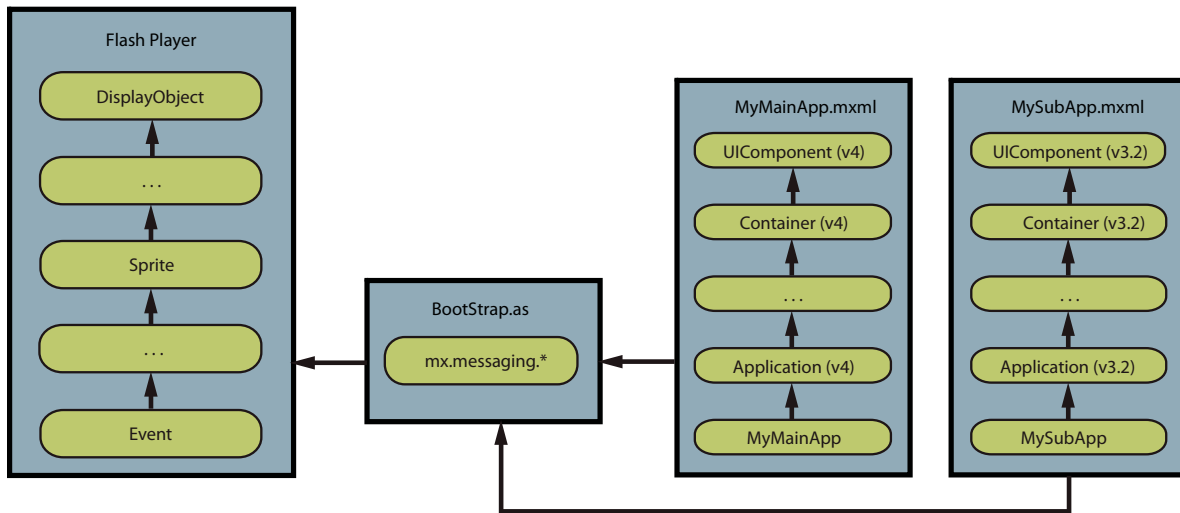 Flash Player
DisplayObject
...
Sprite
...
Event
BootStrap.as
mx.messaging.*
MyMainApp.mxml
UIComponent (v4)
Container (v4)
...
Application (v4)
MyMainApp
MySubApp.mxml
UIComponent (v3.2)
Container (v3.2)
...
Application (v3.2)
MySubApp